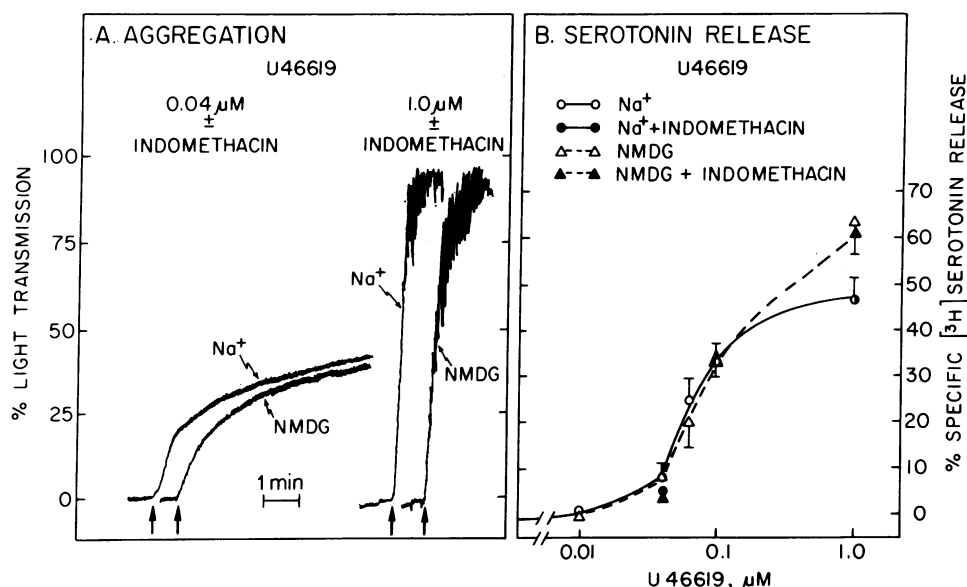 A. AGGREGATION
U46619
0.04 µM
±
INDOMETHACIN
1.0 µM
±
INDOMETHACIN
% LIGHT TRANSMISSION
100
75
50
25
0
Na⁺
NMDG
Na⁺
NMDG
1 min
B. SEROTONIN RELEASE
U46619
Na⁺
Na⁺+INDOMETHACIN
NMDG
NMDG + INDOMETHACIN
70
60
50
40
30
20
10
0
% SPECIFIC [³H] SEROTONIN RELEASE
0.01
0.1
1.0
U46619, µM